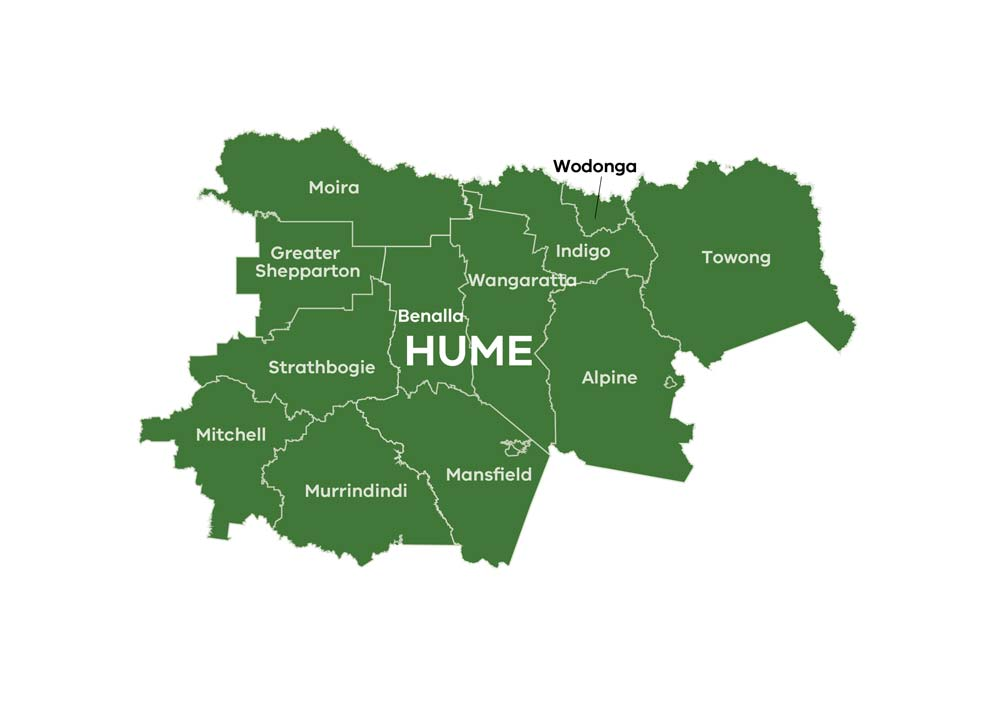 Wodonga
Moira
Greater
Shepparton
Indigo
Towong
Wangaratta
Benalla
HUME
Strathbogie
Alpine
Mitchell
Mansfield
Murrindindi